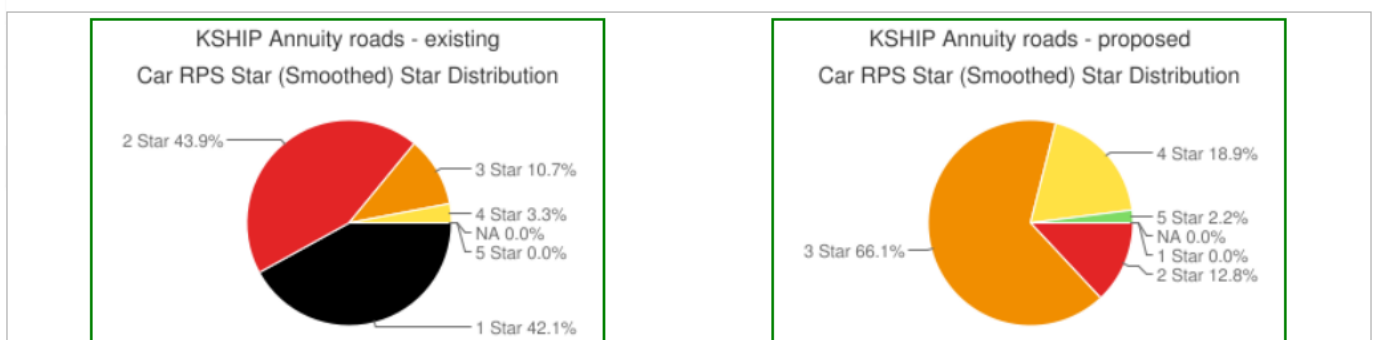 KSHIP Annuity roads - existing
Car RPS Star (Smoothed) Star Distribution
2 Star 43.9%
3 Star 10.7%
4 Star 3.3%
NA 0.0%
5 Star 0.0%
1 Star 42.1%
KSHIP Annuity roads - proposed
Car RPS Star (Smoothed) Star Distribution
4 Star 18.9%
5 Star 2.2%
NA 0.0%
3 Star 66.1%
1 Star 0.0%
2 Star 12.8%